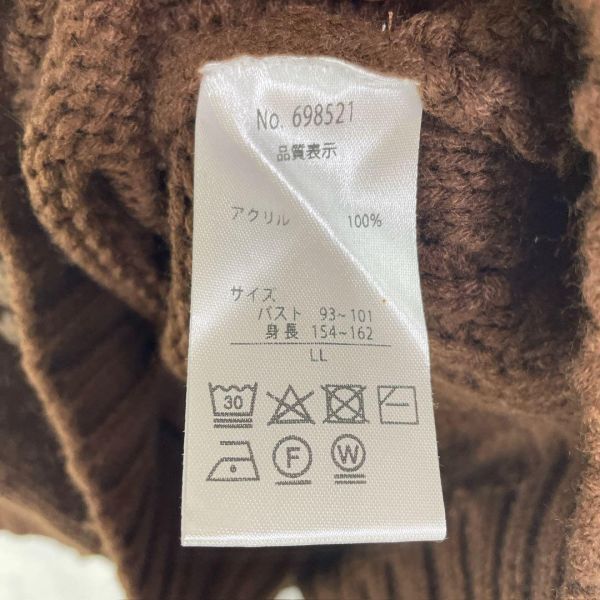 No. 698521
品質表示
アクリル 100%
サイズ
バスト 93~101
身長 154~162
LL
30
F W